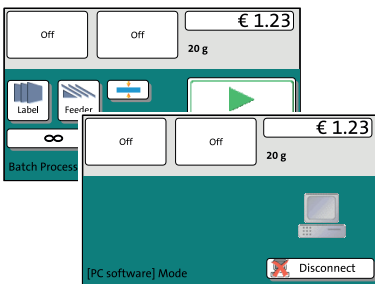 Off
Off
€ 1.23
20 g
Label
Feeder
∞
Batch Process
Off
Off
€ 1.23
20 g
[PC software] Mode
Disconnect